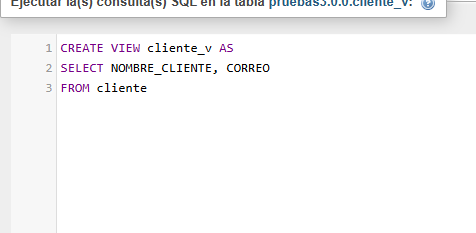 Ejecutar la(s) consulta(s) SQL en la tabla pruebas3.0.0.cliente_v:
1 CREATE VIEW cliente_v AS
2 SELECT NOMBRE_CLIENTE, CORREO
3 FROM cliente